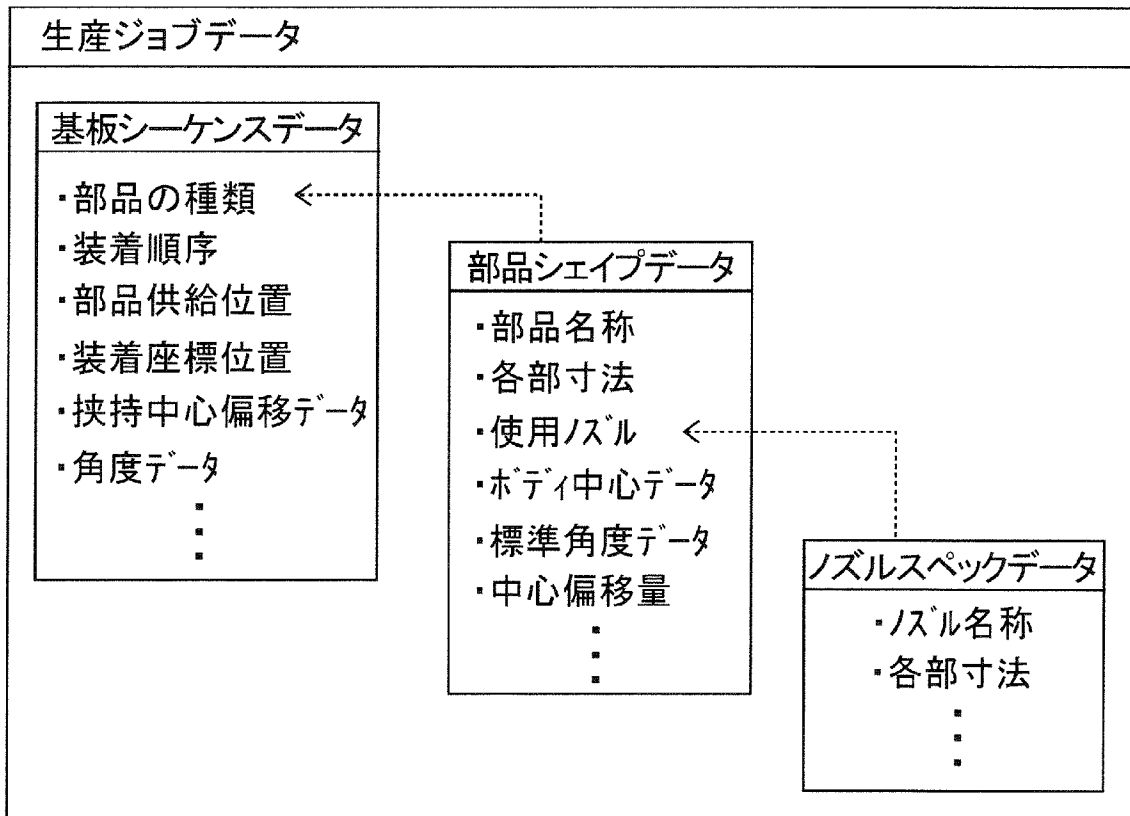 生産ジョブデータ
基板シーケンスデータ
・部品の種類
・装着順序
・部品供給位置
・装着座標位置
・挟持中心偏移データ
・角度データ
部品シェイプデータ
・部品名称
・各部寸法
・使用ノズル
・ボディ中心データ
・標準角度データ
・中心偏移量
ノズルスペックデータ
・ノズル名称
・各部寸法